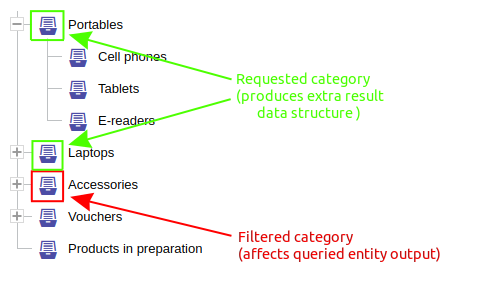 Portables
Cell phones
Tablets
E-readers
Laptops
Accessories
Vouchers
Products in preparation
Requested category
(produces extra result
data structure )
Filtered category
(affects queried entity output)